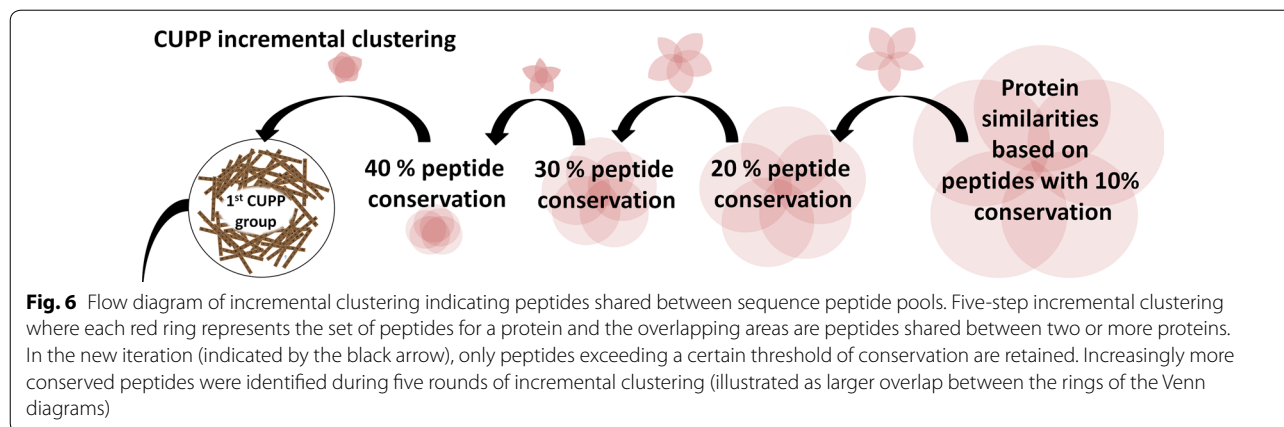 CUPP incremental clustering
1st CUPP
group
40 % peptide
conservation
30 % peptide
conservation
20 % peptide
conservation
Protein
similarities
based on
peptides with 10%
conservation
Fig. 6 Flow diagram of incremental clustering indicating peptides shared between sequence peptide pools. Five-step incremental clustering
where each red ring represents the set of peptides for a protein and the overlapping areas are peptides shared between two or more proteins.
In the new iteration (indicated by the black arrow), only peptides exceeding a certain threshold of conservation are retained. Increasingly more
conserved peptides were identified during five rounds of incremental clustering (illustrated as larger overlap between the rings of the Venn
diagrams)